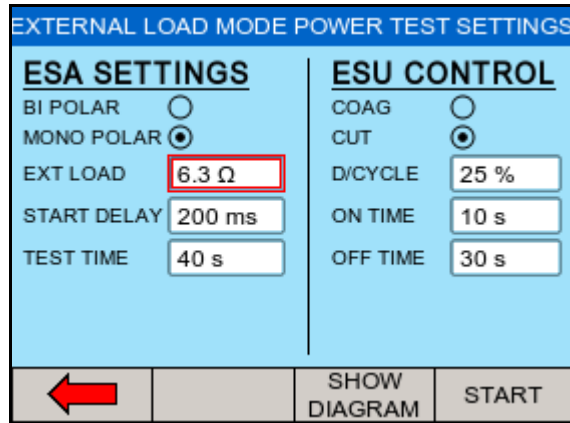 EXTERNAL LOAD MODE POWER TEST SETTINGS
ESA SETTINGS
BI POLAR
MONO POLAR
EXT LOAD 6.3 Ω
START DELAY 200 ms
TEST TIME 40 s
ESU CONTROL
COAG
CUT
D/CYCLE 25 %
ON TIME 10 s
OFF TIME 30 s
SHOW
DIAGRAM
START